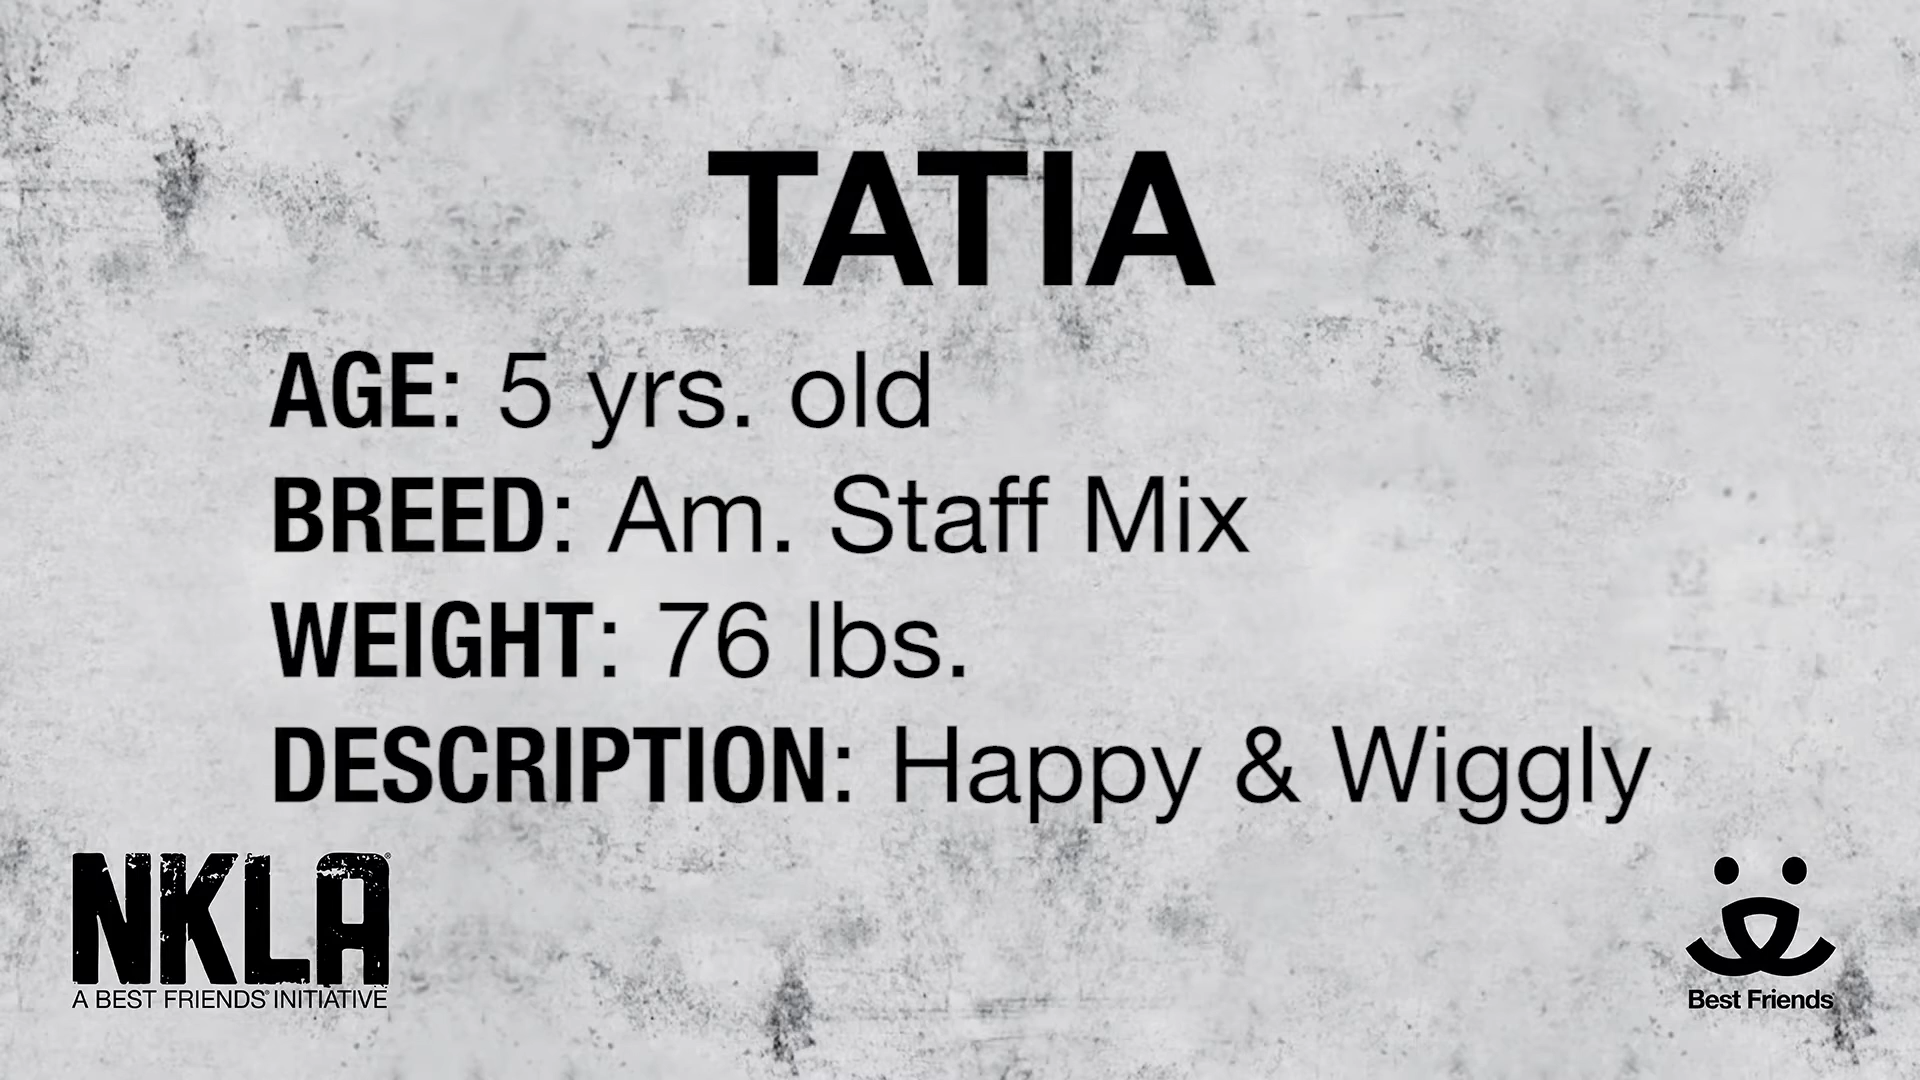 TATIA
AGE: 5 yrs. old
BREED: Am. Staff Mix
WEIGHT: 76 lbs.
DESCRIPTION: Happy & Wiggly
NKLA®
A BEST FRIENDS® INITIATIVE
Best Friends